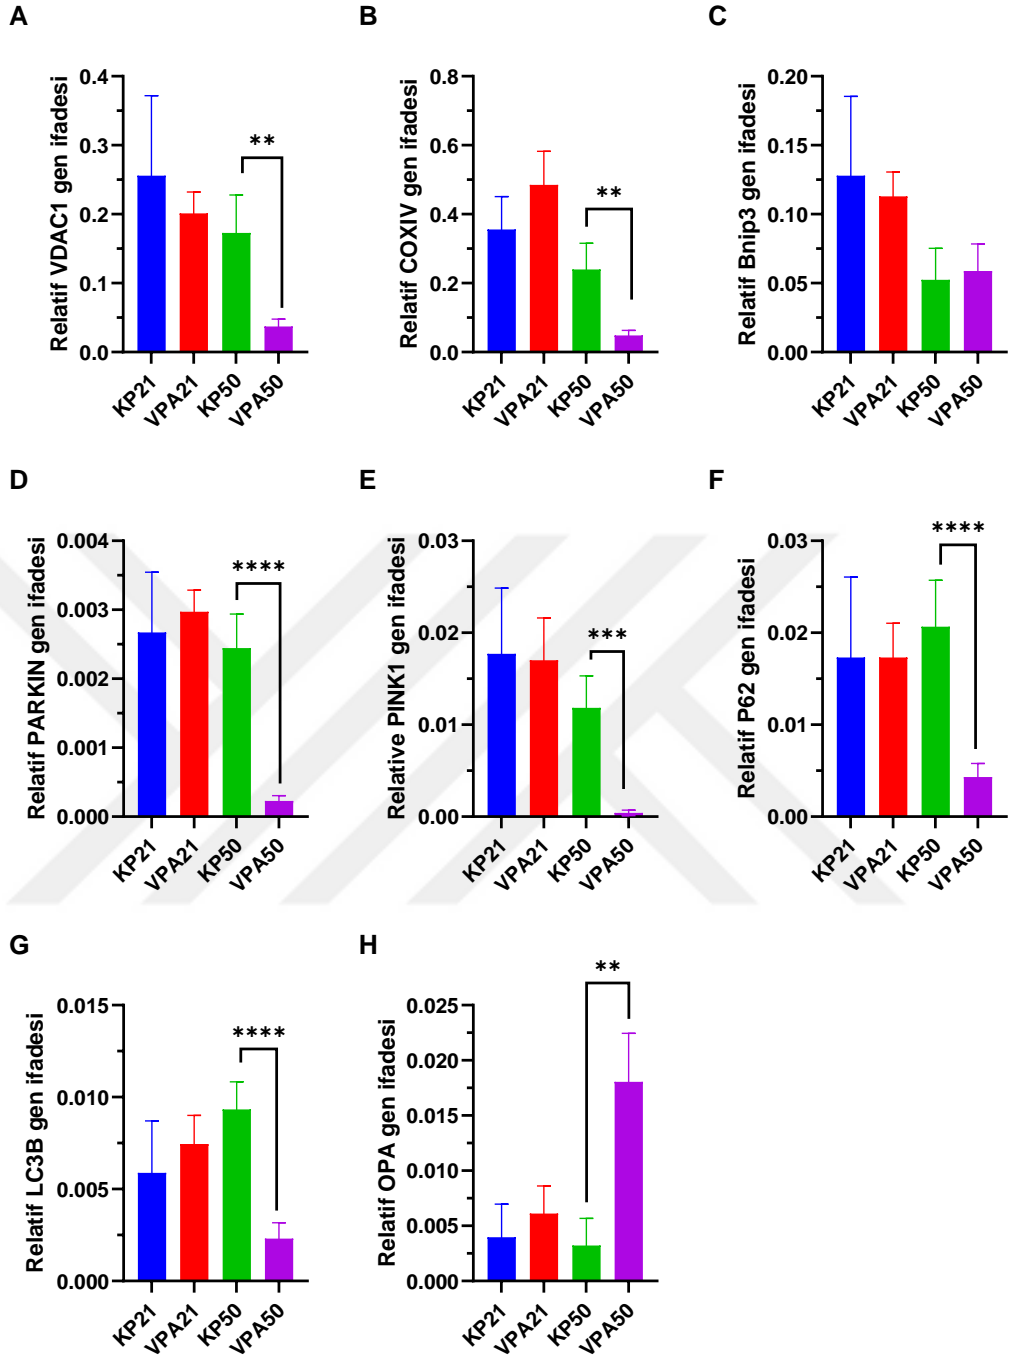 A
Relatif VDAC1 gen ifadesi
0.4
0.3
0.2
0.1
0.0
**
KP21
VPA21
KP50
VPA50
B
Relatif COXIV gen ifadesi
0.8
0.6
0.4
0.2
0.0
**
KP21
VPA21
KP50
VPA50
C
Relatif Bnip3 gen ifadesi
0.20
0.15
0.10
0.05
0.00
KP21
VPA21
KP50
VPA50
D
Relatif PARKIN gen ifadesi
0.004
0.003
0.002
0.001
0.000
****
KP21
VPA21
KP50
VPA50
E
Relative PINK1 gen ifadesi
0.03
0.02
0.01
0.00
***
KP21
VPA21
KP50
VPA50
F
Relatif P62 gen ifadesi
0.03
0.02
0.01
0.00
****
KP21
VPA21
KP50
VPA50
G
Relatif LC3B gen ifadesi
0.015
0.010
0.005
0.000
****
KP21
VPA21
KP50
VPA50
H
Relatif OPA gen ifadesi
0.025
0.020
0.015
0.010
0.005
0.000
**
KP21
VPA21
KP50
VPA50